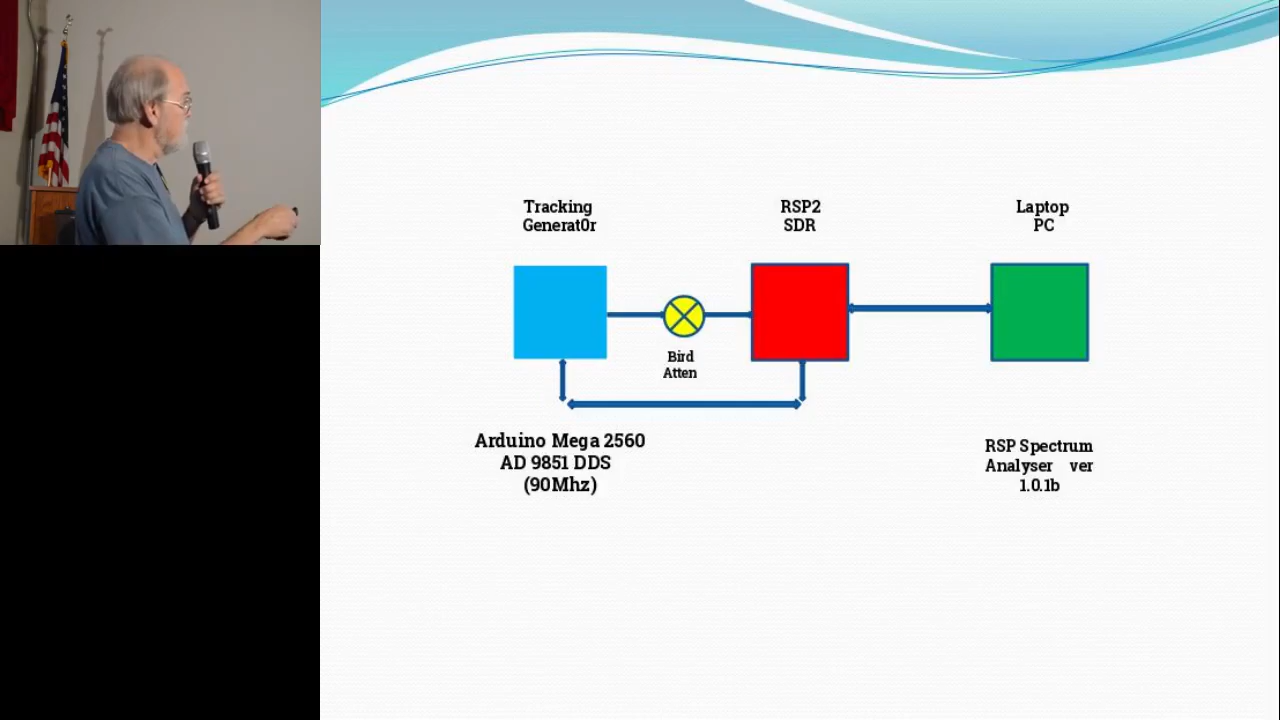 Tracking
Generat0r
RSP2
SDR
Laptop
PC
Bird
Atten
Arduino Mega 2560
AD 9851 DDS
(90Mhz)
RSP Spectrum
Analyser ver
1.0.1b